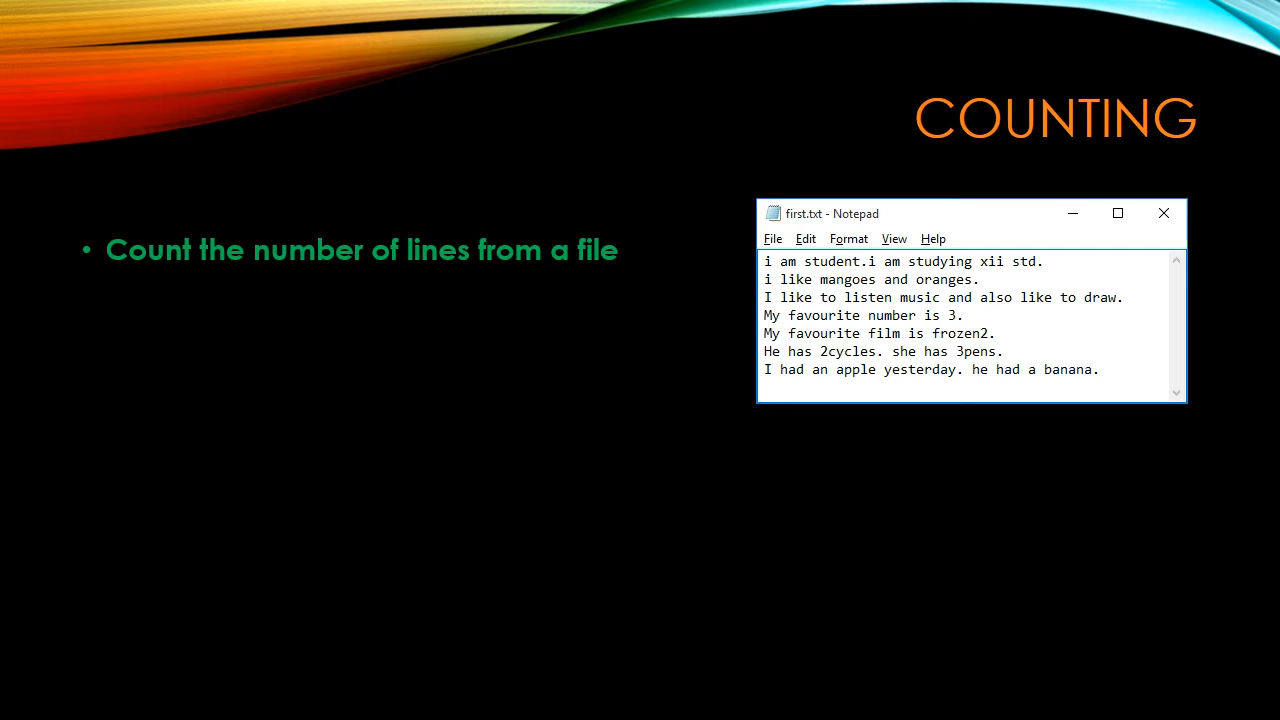 COUNTING
• Count the number of lines from a file
first.txt - Notepad
File Edit Format View Help
i am student.i am studying xii std.
i like mangoes and oranges.
I like to listen music and also like to draw.
My favourite number is 3.
My favourite film is frozen2.
He has 2cycles. she has 3pens.
I had an apple yesterday. he had a banana.